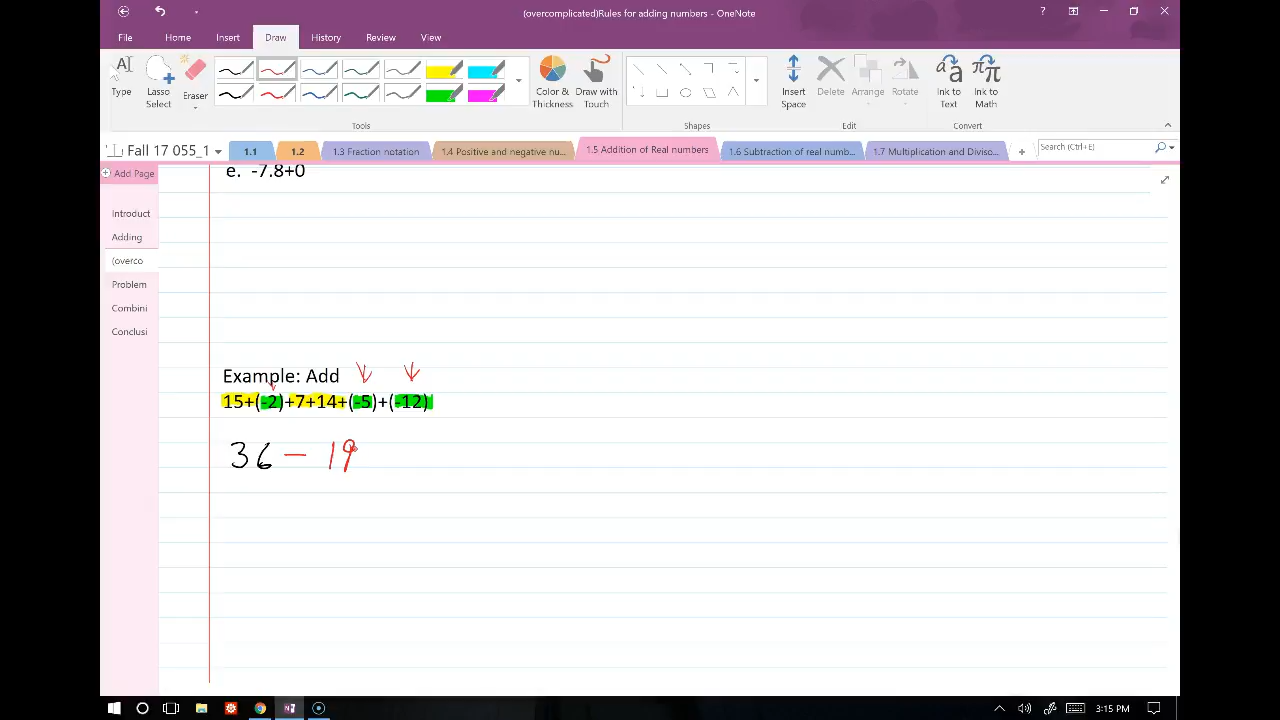 (overcomplicated)Rules for adding numbers - OneNote
?
File Home Insert Draw History Review View
Type
Lasso Select
Eraser
Color & Thickness
Draw with Touch
Insert Space
Delete
Arrange
Rotate
Ink to Text
Ink to Math
Tools Shapes Edit Convert
Fall 17 055_1 1.1 1.2 1.3 Fraction notation 1.4 Positive and negative nu... 1.5 Addition of Real numbers 1.6 Subtraction of real numb... 1.7 Multiplication and Diviso... + Search (Ctrl+E)
Add Page
Introduct
Adding
(overco
Problem
Combini
Conclusi
e. -7.8+0
Example: Add
15+(-2)+7+14+(-5)+(-12)
36 - 19
3:15 PM